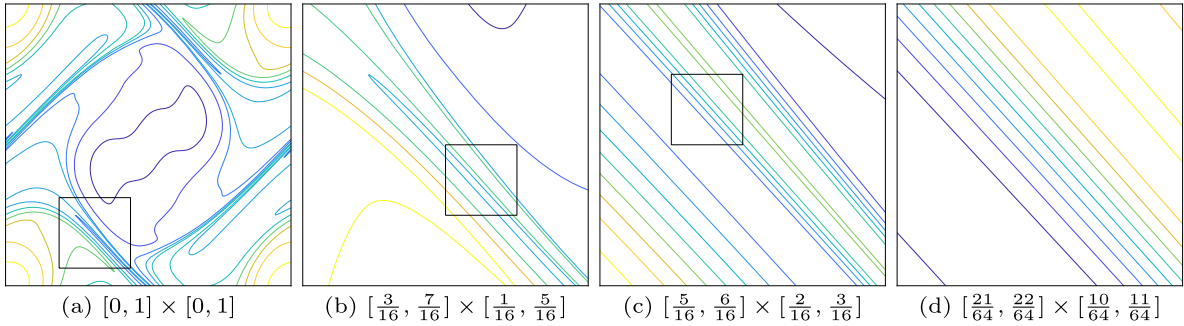 (a) [0, 1] × [0, 1]
(b) [3/16, 7/16] × [1/16, 5/16]
(c) [5/16, 6/16] × [2/16, 3/16]
(d) [21/64, 22/64] × [10/64, 11/64]